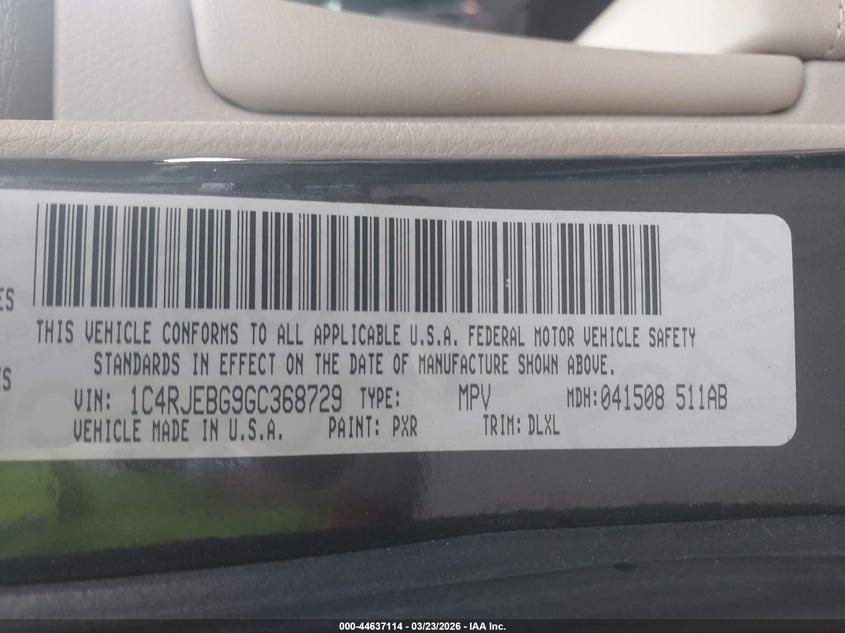 ES
THIS VEHICLE CONFORMS TO ALL APPLICABLE U.S.A. FEDERAL MOTOR VEHICLE SAFETY
ES
STANDARDS IN EFFECT ON THE DATE OF MANUFACTURE SHOWN ABOVE.
VIN: 1C4RJEBG9GC368729 TYPE: MPV MDH:041508 511AB
VEHICLE MADE IN U.S.A. PAINT: PXR TRIM: DLXL
000-44637114 - 03/23/2026 - IAA Inc.